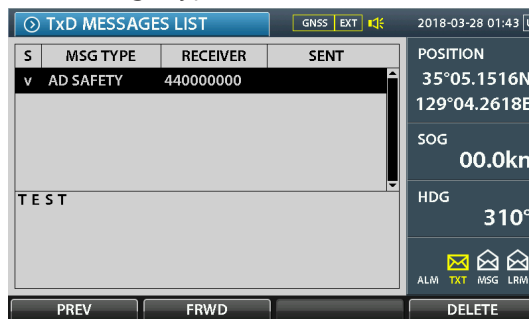 TxD MESSAGES LIST
GNSS EXT
2018-03-28 01:43
S MSG TYPE RECEIVER SENT
v AD SAFETY 440000000
TEST
POSITION
35°05.1516N
129°04.2618E
SOG
00.0kn
HDG
310°
ALM TXT MSG LRM
PREV FRWD DELETE